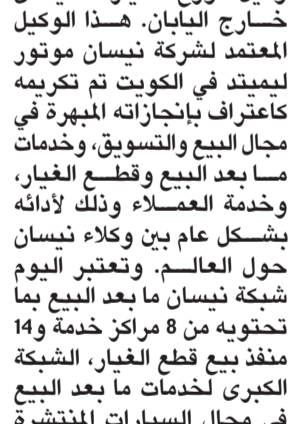 خارج اليابان. هذا الوكيل
المعتمد لشركة نيسان موتور
ليميتد في الكويت تم تكريمه
كاعتراف بإنجازاته المبهرة في
مجال البيع والتسويق، وخدمات
ما بعد البيع وقطع الغيار،
وخدمة العملاء وذلك لأدائه
بشكل عام بين وكلاء نيسان
حول العالم. وتعتبر اليوم
شبكة نيسان ما بعد البيع بما
تحتويه من 8 مراكز خدمة و14
منفذ بيع قطع الغيار، الشبكة
الكبرى لخدمات ما بعد البيع
في مجال السيارات المنتشرة